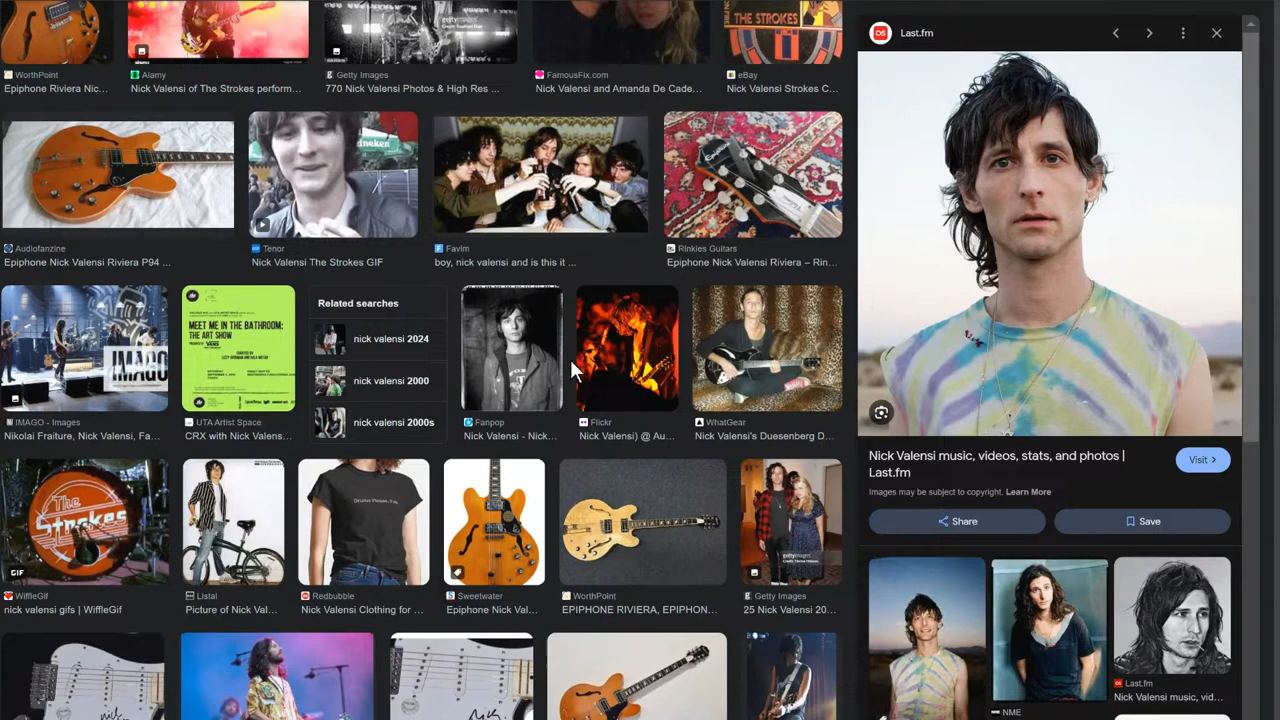 WorthPoint
Epiphone Riviera Nic...
Alamy
Nick Valensi of The Strokes perform...
gettyimages
Getty Images
770 Nick Valensi Photos & High Res ...
FamousFix.com
Nick Valensi and Amanda De Cade...
THE STROKES
eBay
Nick Valensi Strokes C...
Audiofanzine
Epiphone Nick Valensi Riviera P94 ...
Heineken
Tenor
Nick Valensi The Strokes GIF
Favim
boy, nick valensi and is this it ...
Epiphone
Rinkies Guitars
Epiphone Nick Valensi Riviera – Rin...
IMAGO
IMAGO - Images
Nikolai Fraiture, Nick Valensi, Fa...
MEET ME IN THE BATHROOM:
THE ART SHOW
UTA Artist Space
CRX with Nick Valens...
Related searches
nick valensi 2024
nick valensi 2000
nick valensi 2000s
Fanpop
Nick Valensi - Nick...
Flickr
Nick Valensi) @ Au...
WhatGear
Nick Valensi's Duesenberg D...
The
Strokes
GIF
WiffleGif
nick valensi gifs | WiffleGif
Listal
Picture of Nick Val...
Redbubble
Nick Valensi Clothing for ...
Sweetwater
Epiphone Nick Val...
WorthPoint
EPIPHONE RIVIERA, EPIPHON...
gettyimages
Getty Images
25 Nick Valensi 20...
Last.fm
Nick Valensi music, videos, stats, and photos |
Last.fm
Visit
Images may be subject to copyright. Learn More
Share
Save
NME
Last.fm
Nick Valensi music, vid...